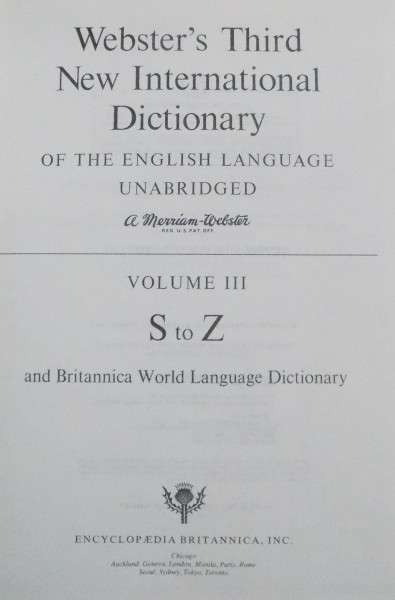 Webster's Third
New International
Dictionary
OF THE ENGLISH LANGUAGE
UNABRIDGED
a Merriam-Webster
REG. U.S. PAT. OFF.
VOLUME III
S to Z
and Britannica World Language Dictionary
ENCYCLOPÆDIA BRITANNICA, INC.
Chicago
Auckland, Geneva, London, Manila, Paris, Rome
Seoul, Sydney, Tokyo, Toronto